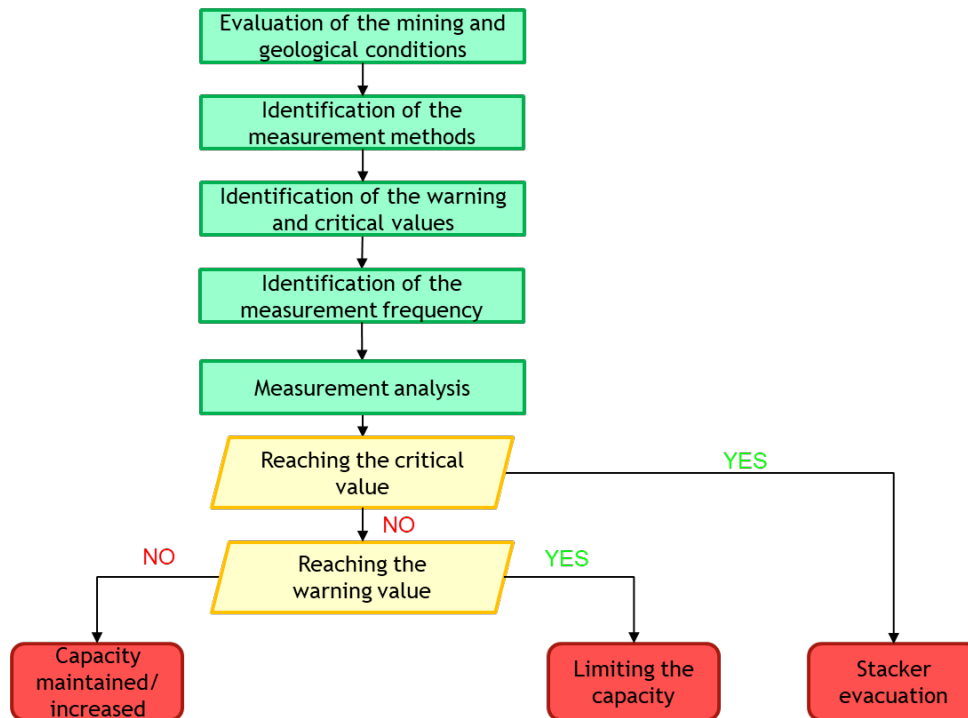 Evaluation of the mining and
geological conditions
Identification of the
measurement methods
Identification of the warning
and critical values
Identification of the
measurement frequency
Measurement analysis
Reaching the critical
value
YES
NO
Reaching the
warning value
NO
YES
Capacity
maintained/
increased
Limiting the
capacity
Stacker
evacuation